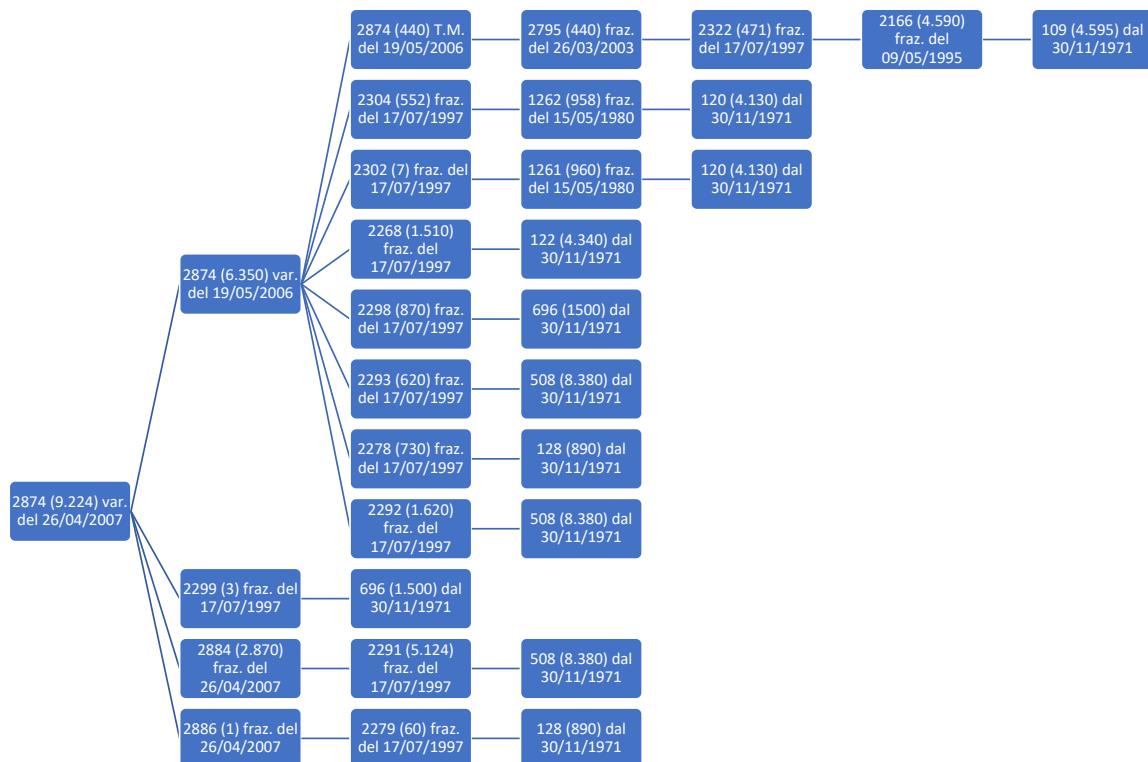 2874 (440) T.M.
del 19/05/2006
2795 (440) fraz.
del 26/03/2003
2322 (471) fraz.
del 17/07/1997
2166 (4.590)
fraz. del
09/05/1995
109 (4.595) dal
30/11/1971
2304 (552) fraz.
del 17/07/1997
1262 (958) fraz.
del 15/05/1980
120 (4.130) dal
30/11/1971
2302 (7) fraz. del
17/07/1997
1261 (960) fraz.
del 15/05/1980
120 (4.130) dal
30/11/1971
2268 (1.510)
fraz. del
17/07/1997
122 (4.340) dal
30/11/1971
2874 (6.350) var.
del 19/05/2006
2298 (870) fraz.
del 17/07/1997
696 (1500) dal
30/11/1971
2293 (620) fraz.
del 17/07/1997
508 (8.380) dal
30/11/1971
2278 (730) fraz.
del 17/07/1997
128 (890) dal
30/11/1971
2874 (9.224) var.
del 26/04/2007
2292 (1.620)
fraz. del
17/07/1997
508 (8.380) dal
30/11/1971
2299 (3) fraz. del
17/07/1997
696 (1.500) dal
30/11/1971
2884 (2.870)
fraz. del
26/04/2007
2291 (5.124)
fraz. del
17/07/1997
508 (8.380) dal
30/11/1971
2886 (1) fraz. del
26/04/2007
2279 (60) fraz.
del 17/07/1997
128 (890) dal
30/11/1971